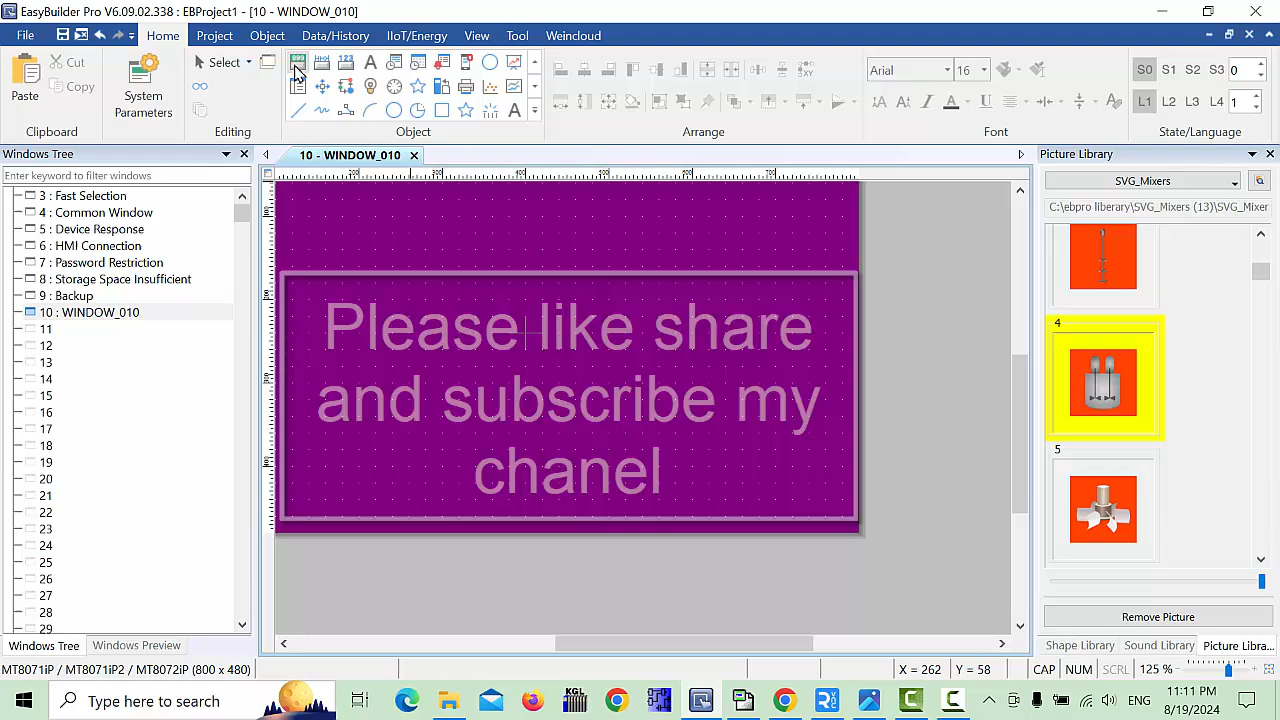 EasyBuilder Pro V6.09.02.338 : EBProject1 - [10 - WINDOW_010]
File Home Project Object Data/History IIoT/Energy View Tool Weincloud
Paste Cut Copy
System Parameters
Select
Arial 16
S0 S1 S2 S3 0
L1 L2 L3 L4 1
Clipboard Editing Object Arrange Font State/Language
Windows Tree
10 - WINDOW_010
Picture Library
Enter keyword to filter windows
SVG_Mixers
C:\ebpro liberary\SVG_Mixers (13)\SVG_Mixer
3 : Fast Selection
4 : Common Window
5 : Device Response
6 : HMI Connection
7 : Password Restriction
8 : Storage Space Insufficient
9 : Backup
10 : WINDOW_010
11
12
13
14
15
16
17
18
19
20
21
22
23
24
25
26
27
28
29
Please like share
and subscribe my
chanel
4
5
Remove Picture
Windows Tree Windows Preview
Shape Library Sound Library Picture Libra...
MT8071iP / MT8071iP2 / MT8072iP (800 x 480)
X = 262 Y = 58 CAP NUM SCRL 125 %
Type here to search
KGL
ENG
11:11 PM
8/19/2024